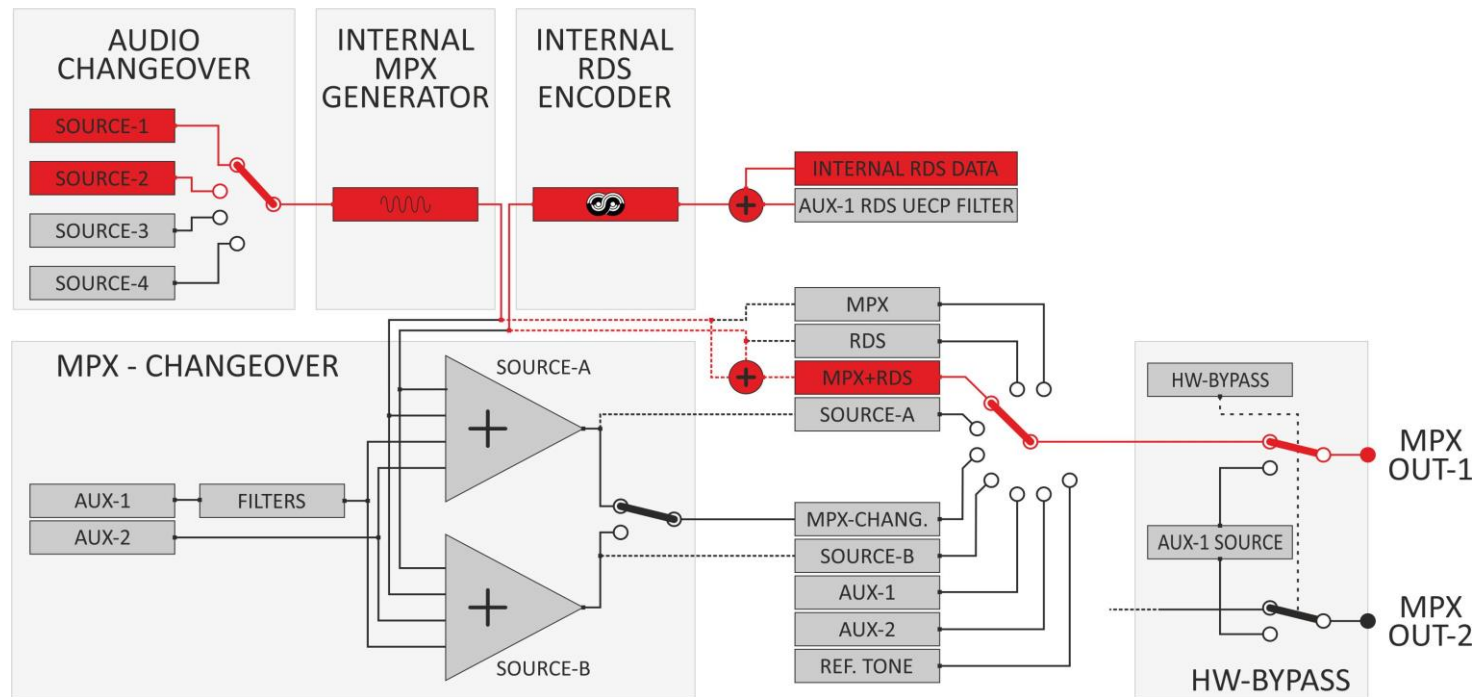 AUDIO
CHANGEOVER
SOURCE-1
SOURCE-2
SOURCE-3
SOURCE-4
INTERNAL
MPX
GENERATOR
INTERNAL
RDS
ENCODER
INTERNAL RDS DATA
AUX-1 RDS UECP FILTER
MPX - CHANGEOVER
SOURCE-A
AUX-1
FILTERS
AUX-2
SOURCE-B
MPX
RDS
MPX+RDS
SOURCE-A
MPX-CHANG.
SOURCE-B
AUX-1
AUX-2
REF. TONE
HW-BYPASS
AUX-1 SOURCE
HW-BYPASS
MPX
OUT-1
MPX
OUT-2